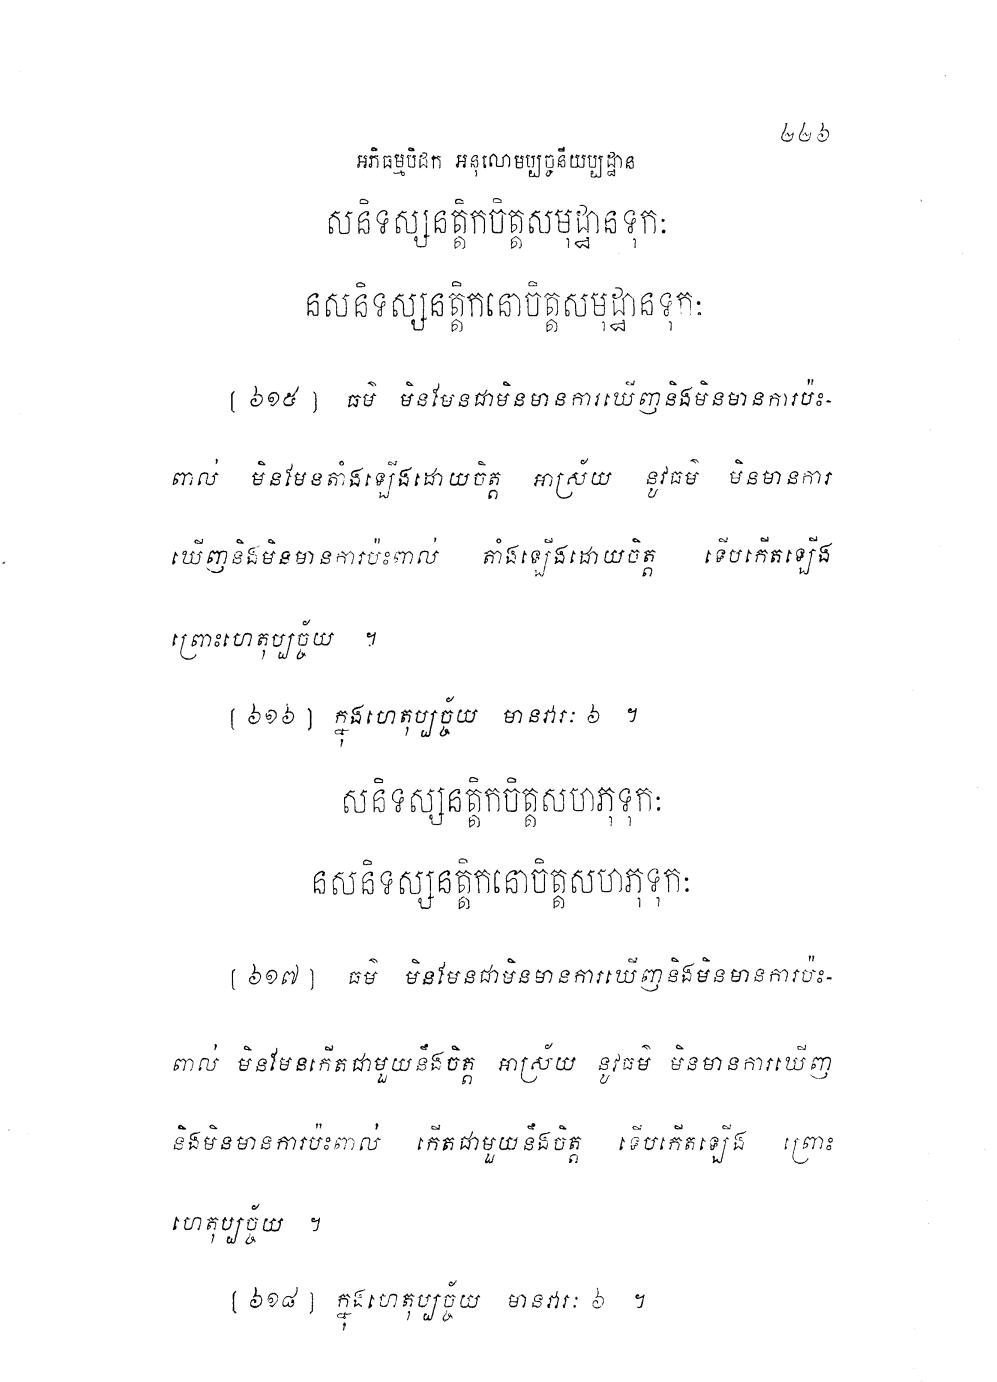 ២២៦
អភិធម្មបិដក អនុលោមប្បច្ចនីយប្បដ្ឋាន
សនិទស្សនត្តិកចិត្តសមុដ្ឋានទុកៈ
នសនិទស្សនត្តិកនោចិត្តសមុដ្ឋានទុកៈ
[ ៦១៥ ] ធម៌ មិនមែនជាមិនមានការឃើញនិងមិនមានការប៉ះ-
ពាល់ មិនមែនតាំងឡើងដោយចិត្ត អាស្រ័យ នូវធម៌ មិនមានការ
ឃើញនិងមិនមានការប៉ះពាល់ តាំងឡើងដោយចិត្ត ទើបកើតឡើង
ព្រោះហេតុប្បច្ច័យ ។
[ ៦១៦ ] ក្នុងហេតុប្បច្ច័យ មានវារៈ ៦ ។
សនិទស្សនត្តិកចិត្តសហភុទុកៈ
នសនិទស្សនត្តិកនោចិត្តសហភុទុកៈ
[ ៦១៧ ] ធម៌ មិនមែនជាមិនមានការឃើញនិងមិនមានការប៉ះ-
ពាល់ មិនមែនកើតជាមួយនឹងចិត្ត អាស្រ័យ នូវធម៌ មិនមានការឃើញ
និងមិនមានការប៉ះពាល់ កើតជាមួយនឹងចិត្ត ទើបកើតឡើង ព្រោះ
ហេតុប្បច្ច័យ ។
[ ៦១៨ ] ក្នុងហេតុប្បច្ច័យ មានវារៈ ៦ ។